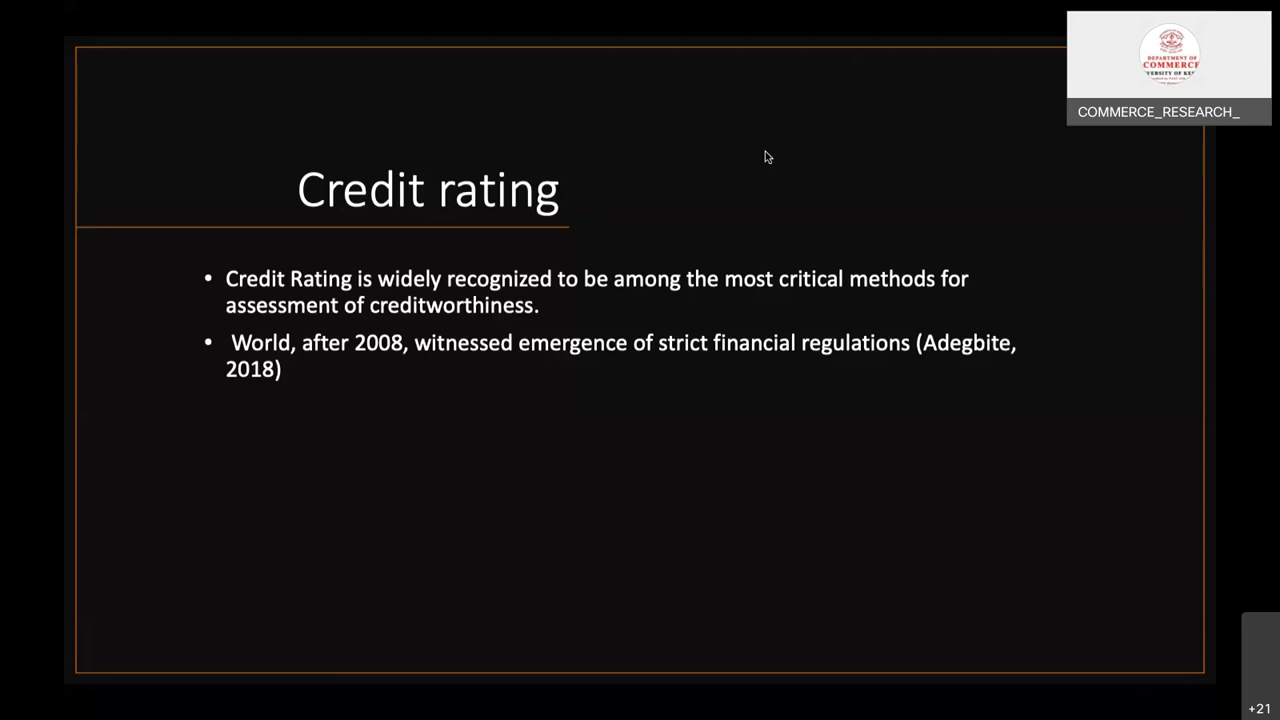 DEPARTMENT OF
COMMERCE
COMMERCE_RESEARCH_
Credit rating
• Credit Rating is widely recognized to be among the most critical methods for
assessment of creditworthiness.
• World, after 2008, witnessed emergence of strict financial regulations (Adegbite,
2018)
+21